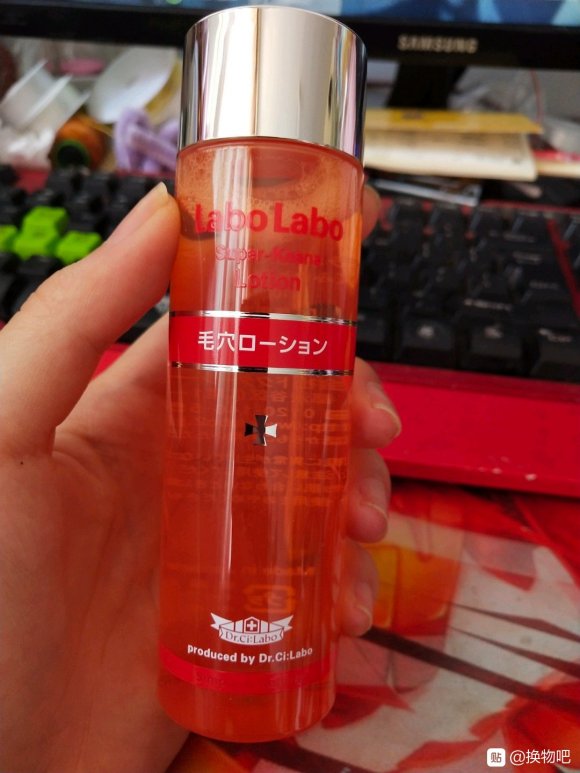 SAMSUNG
Labo Labo
Super-Keana
Lotion
毛穴ローション
Dr.Ci:Labo
produced by Dr.Ci:Labo
贴 @换物吧